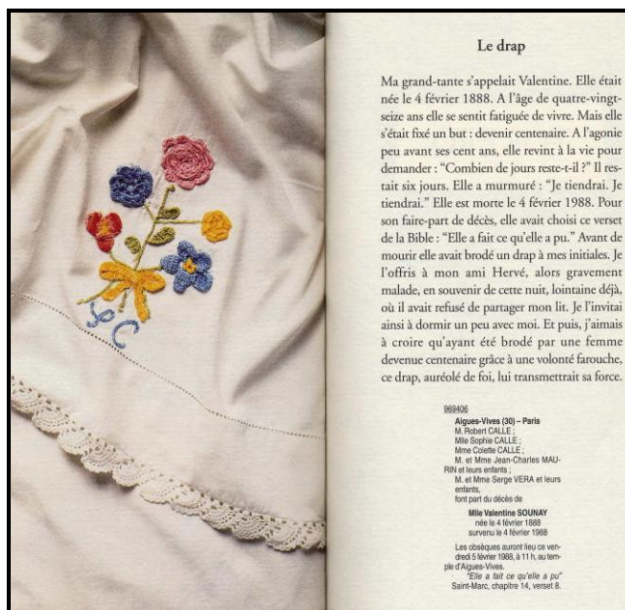 SC
Le drap
Ma grand-tante s'appelait Valentine. Elle était
née le 4 février 1888. A l'âge de quatre-vingt-
seize ans elle se sentit fatiguée de vivre. Mais elle
s'était fixé un but : devenir centenaire. A l'agonie
peu avant ses cent ans, elle revint à la vie pour
demander : “Combien de jours reste-t-il ?” Il res-
tait six jours. Elle a murmuré : “Je tiendrai. Je
tiendrai.” Elle est morte le 4 février 1988. Pour
son faire-part de décès, elle avait choisi ce verset
de la Bible : “Elle a fait ce qu'elle a pu.” Avant de
mourir elle avait brodé un drap à mes initiales. Je
l'offris à mon ami Hervé, alors gravement
malade, en souvenir de cette nuit, lointaine déjà,
où il avait refusé de partager mon lit. Je l'invitai
ainsi à dormir un peu avec moi. Et puis, j'aimais
à croire qu'ayant été brodé par une femme
devenue centenaire grâce à une volonté farouche,
ce drap, auréolé de foi, lui transmettrait sa force.
969406
Aigues-Vives (30) – Paris
M. Robert CALLE ;
Mlle Sophie CALLE ;
Mme Colette CALLE ;
M. et Mme Jean-Charles MAU-
RIN et leurs enfants ;
M. et Mme Serge VERA et leurs
enfants,
font part du décès de
Mlle Valentine SOUNAY
née le 4 février 1888
survenu le 4 février 1988
Les obsèques auront lieu ce ven-
dredi 5 février 1988, à 11 h, au tem-
ple d'Aigues-Vives.
"Elle a fait ce qu'elle a pu"
Saint-Marc, chapitre 14, verset 8.